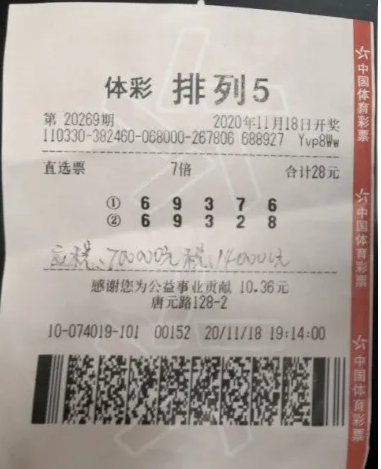 体彩 排列5
第 20269期 2020年11月18日开奖
110330-382460-068000-267806 688927 Yvp8Ww
直选票 7倍 合计28元
① 6 9 3 7 6
② 6 9 3 2 8
700000元 税 140000元
感谢您为公益事业贡献 10.36元
唐元路128-2
10-074019-101 00152 20/11/18 19:14:00
中国体育彩票
中国体育彩票
中国体育彩票